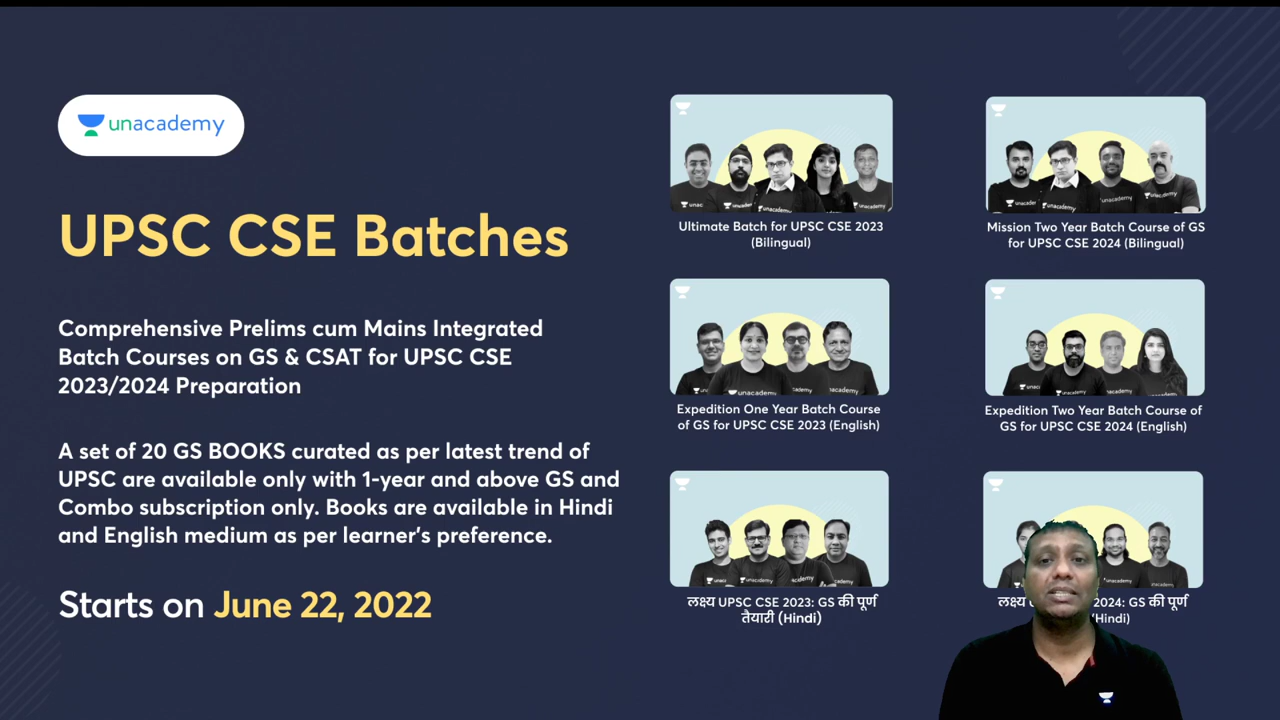 unacademy
UPSC CSE Batches
Comprehensive Prelims cum Mains Integrated
Batch Courses on GS & CSAT for UPSC CSE
2023/2024 Preparation
A set of 20 GS BOOKS curated as per latest trend of
UPSC are available only with 1-year and above GS and
Combo subscription only. Books are available in Hindi
and English medium as per learner's preference.
Starts on June 22, 2022
Ultimate Batch for UPSC CSE 2023
(Bilingual)
Mission Two Year Batch Course of GS
for UPSC CSE 2024 (Bilingual)
unacademy
Expedition One Year Batch Course
of GS for UPSC CSE 2023 (English)
Expedition Two Year Batch Course of
GS for UPSC CSE 2024 (English)
unacademy
लक्ष्य UPSC CSE 2023: GS की पूर्ण
तैयारी (Hindi)
लक्ष्य 2024: GS की पूर्ण
(Hindi)